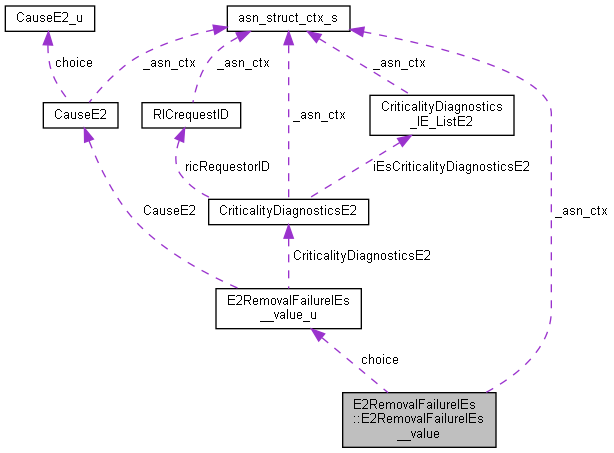 CauseE2_u
asn_struct_ctx_s
choice
_asn_ctx
_asn_ctx
_asn_ctx
CauseE2
RICrequestID
_asn_ctx
CriticalityDiagnostics
_IE_ListE2
ricRequestorID
iEsCriticalityDiagnosticsE2
CauseE2
CriticalityDiagnosticsE2
_asn_ctx
CriticalityDiagnosticsE2
E2RemovalFailureIEs
__value_u
choice
E2RemovalFailureIEs
::E2RemovalFailureIEs
__value